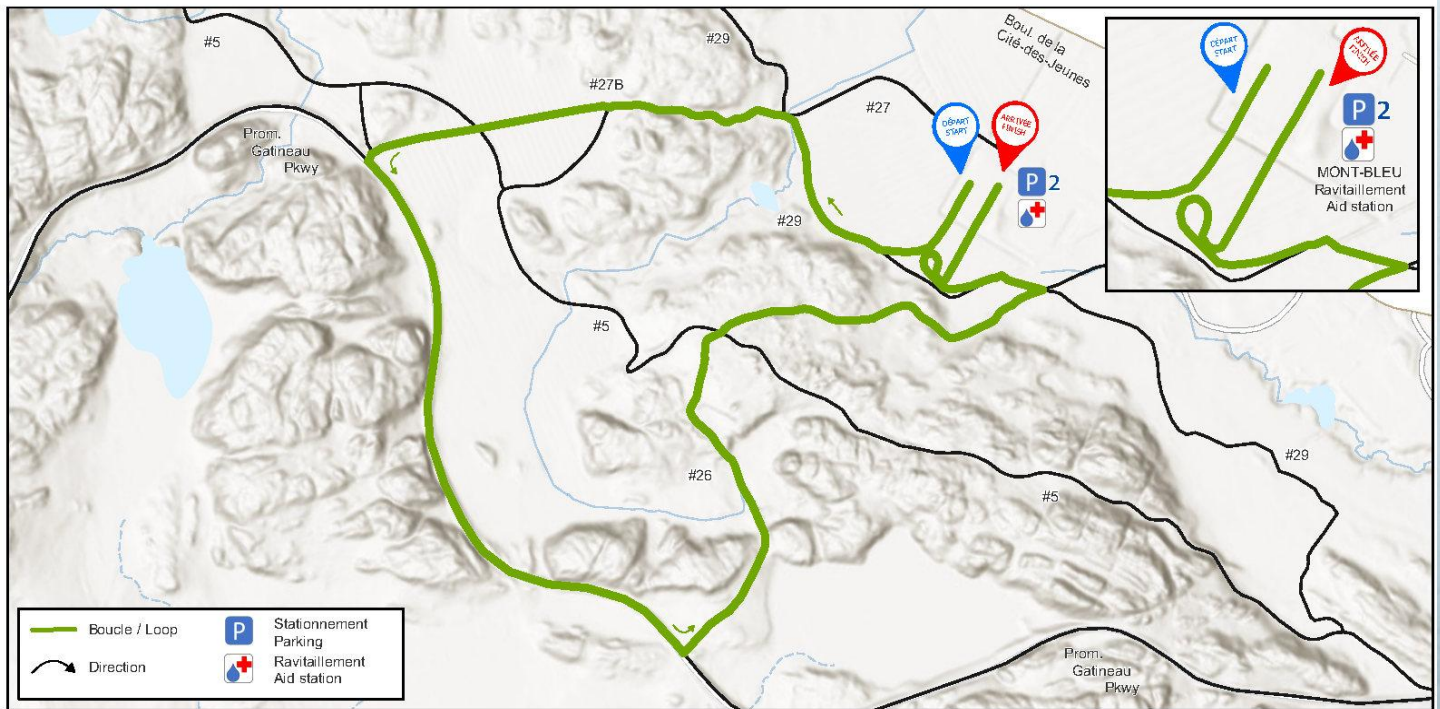 #5
#29
Boul. de la
Cité-des-Jeunes
#27B
#27
Prom.
Gatineau
Pkwy
DÉPART
START
ARRIVÉE
FINISH
P 2
#29
#5
#26
#5
#29
Prom.
Gatineau
Pkwy
DÉPART
START
ARRIVÉE
FINISH
P 2
MONT-BLEU
Ravitaillement
Aid station
Boucle / Loop
Direction
P
Stationnement
Parking
Ravitaillement
Aid station